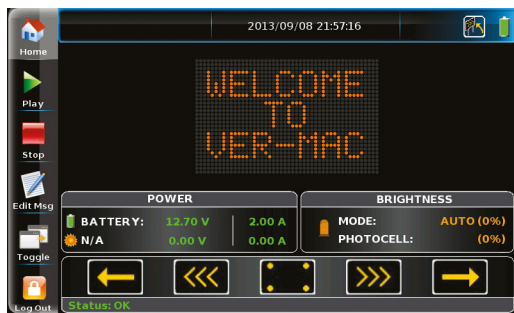 2013/09/08 21:57:16
Home
Play
Stop
Edit Msg
Toggle
Log Out
WELCOME
TO
VER-MAC
POWER
BATTERY: 12.70 V 2.00 A
N/A 0.00 V 0.00 A
BRIGHTNESS
MODE: AUTO (0%)
PHOTOCELL: (0%)
Status: OK